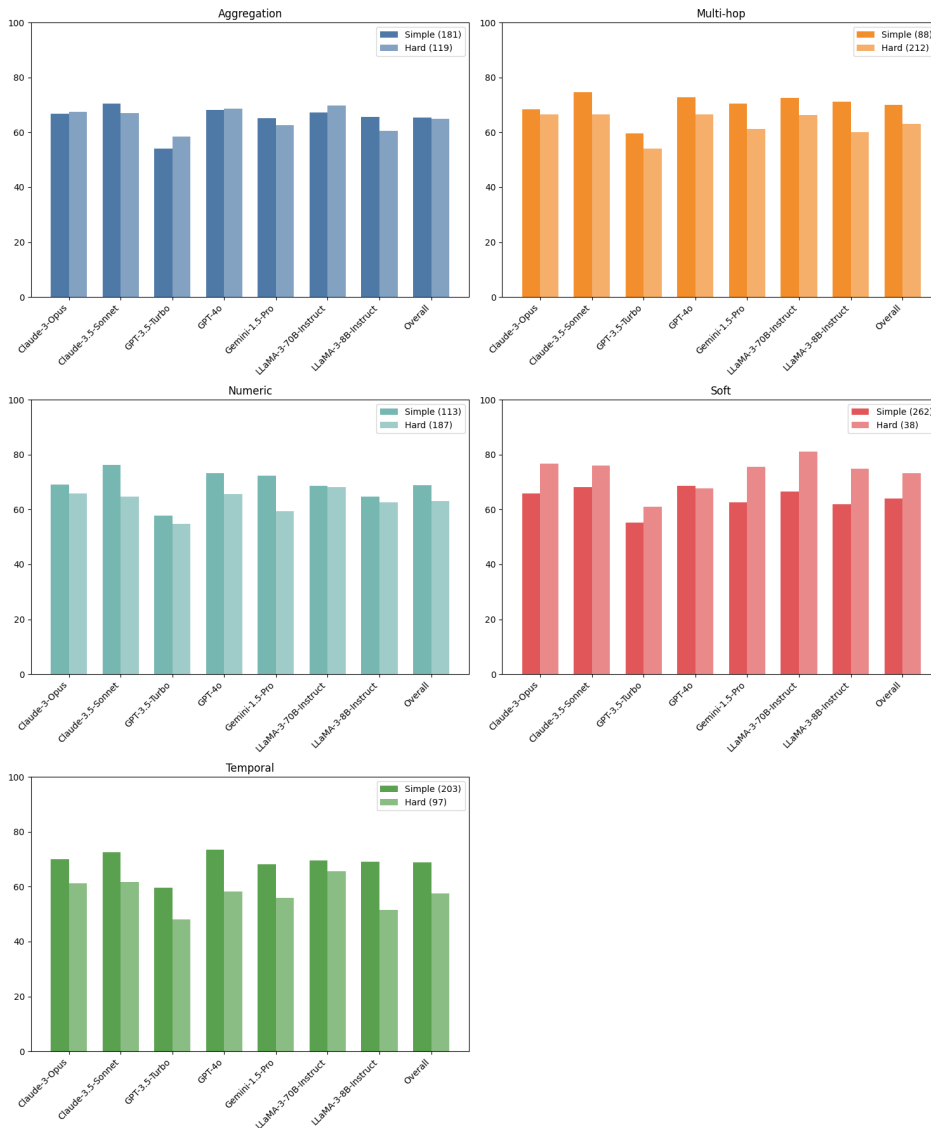 Aggregation
100
80
60
40
20
0
Simple (181)
Hard (119)
Claude-3-Opus
Claude-3.5-Sonnet
GPT-3.5-Turbo
GPT-4o
Gemini-1.5-Pro
LLaMA-3-70B-Instruct
LLaMA-3-8B-Instruct
Overall
Multi-hop
100
80
60
40
20
0
Simple (88)
Hard (212)
Claude-3-Opus
Claude-3.5-Sonnet
GPT-3.5-Turbo
GPT-4o
Gemini-1.5-Pro
LLaMA-3-70B-Instruct
LLaMA-3-8B-Instruct
Overall
Numeric
100
80
60
40
20
0
Simple (113)
Hard (187)
Claude-3-Opus
Claude-3.5-Sonnet
GPT-3.5-Turbo
GPT-4o
Gemini-1.5-Pro
LLaMA-3-70B-Instruct
LLaMA-3-8B-Instruct
Overall
Soft
100
80
60
40
20
0
Simple (262)
Hard (38)
Claude-3-Opus
Claude-3.5-Sonnet
GPT-3.5-Turbo
GPT-4o
Gemini-1.5-Pro
LLaMA-3-70B-Instruct
LLaMA-3-8B-Instruct
Overall
Temporal
100
80
60
40
20
0
Simple (203)
Hard (97)
Claude-3-Opus
Claude-3.5-Sonnet
GPT-3.5-Turbo
GPT-4o
Gemini-1.5-Pro
LLaMA-3-70B-Instruct
LLaMA-3-8B-Instruct
Overall